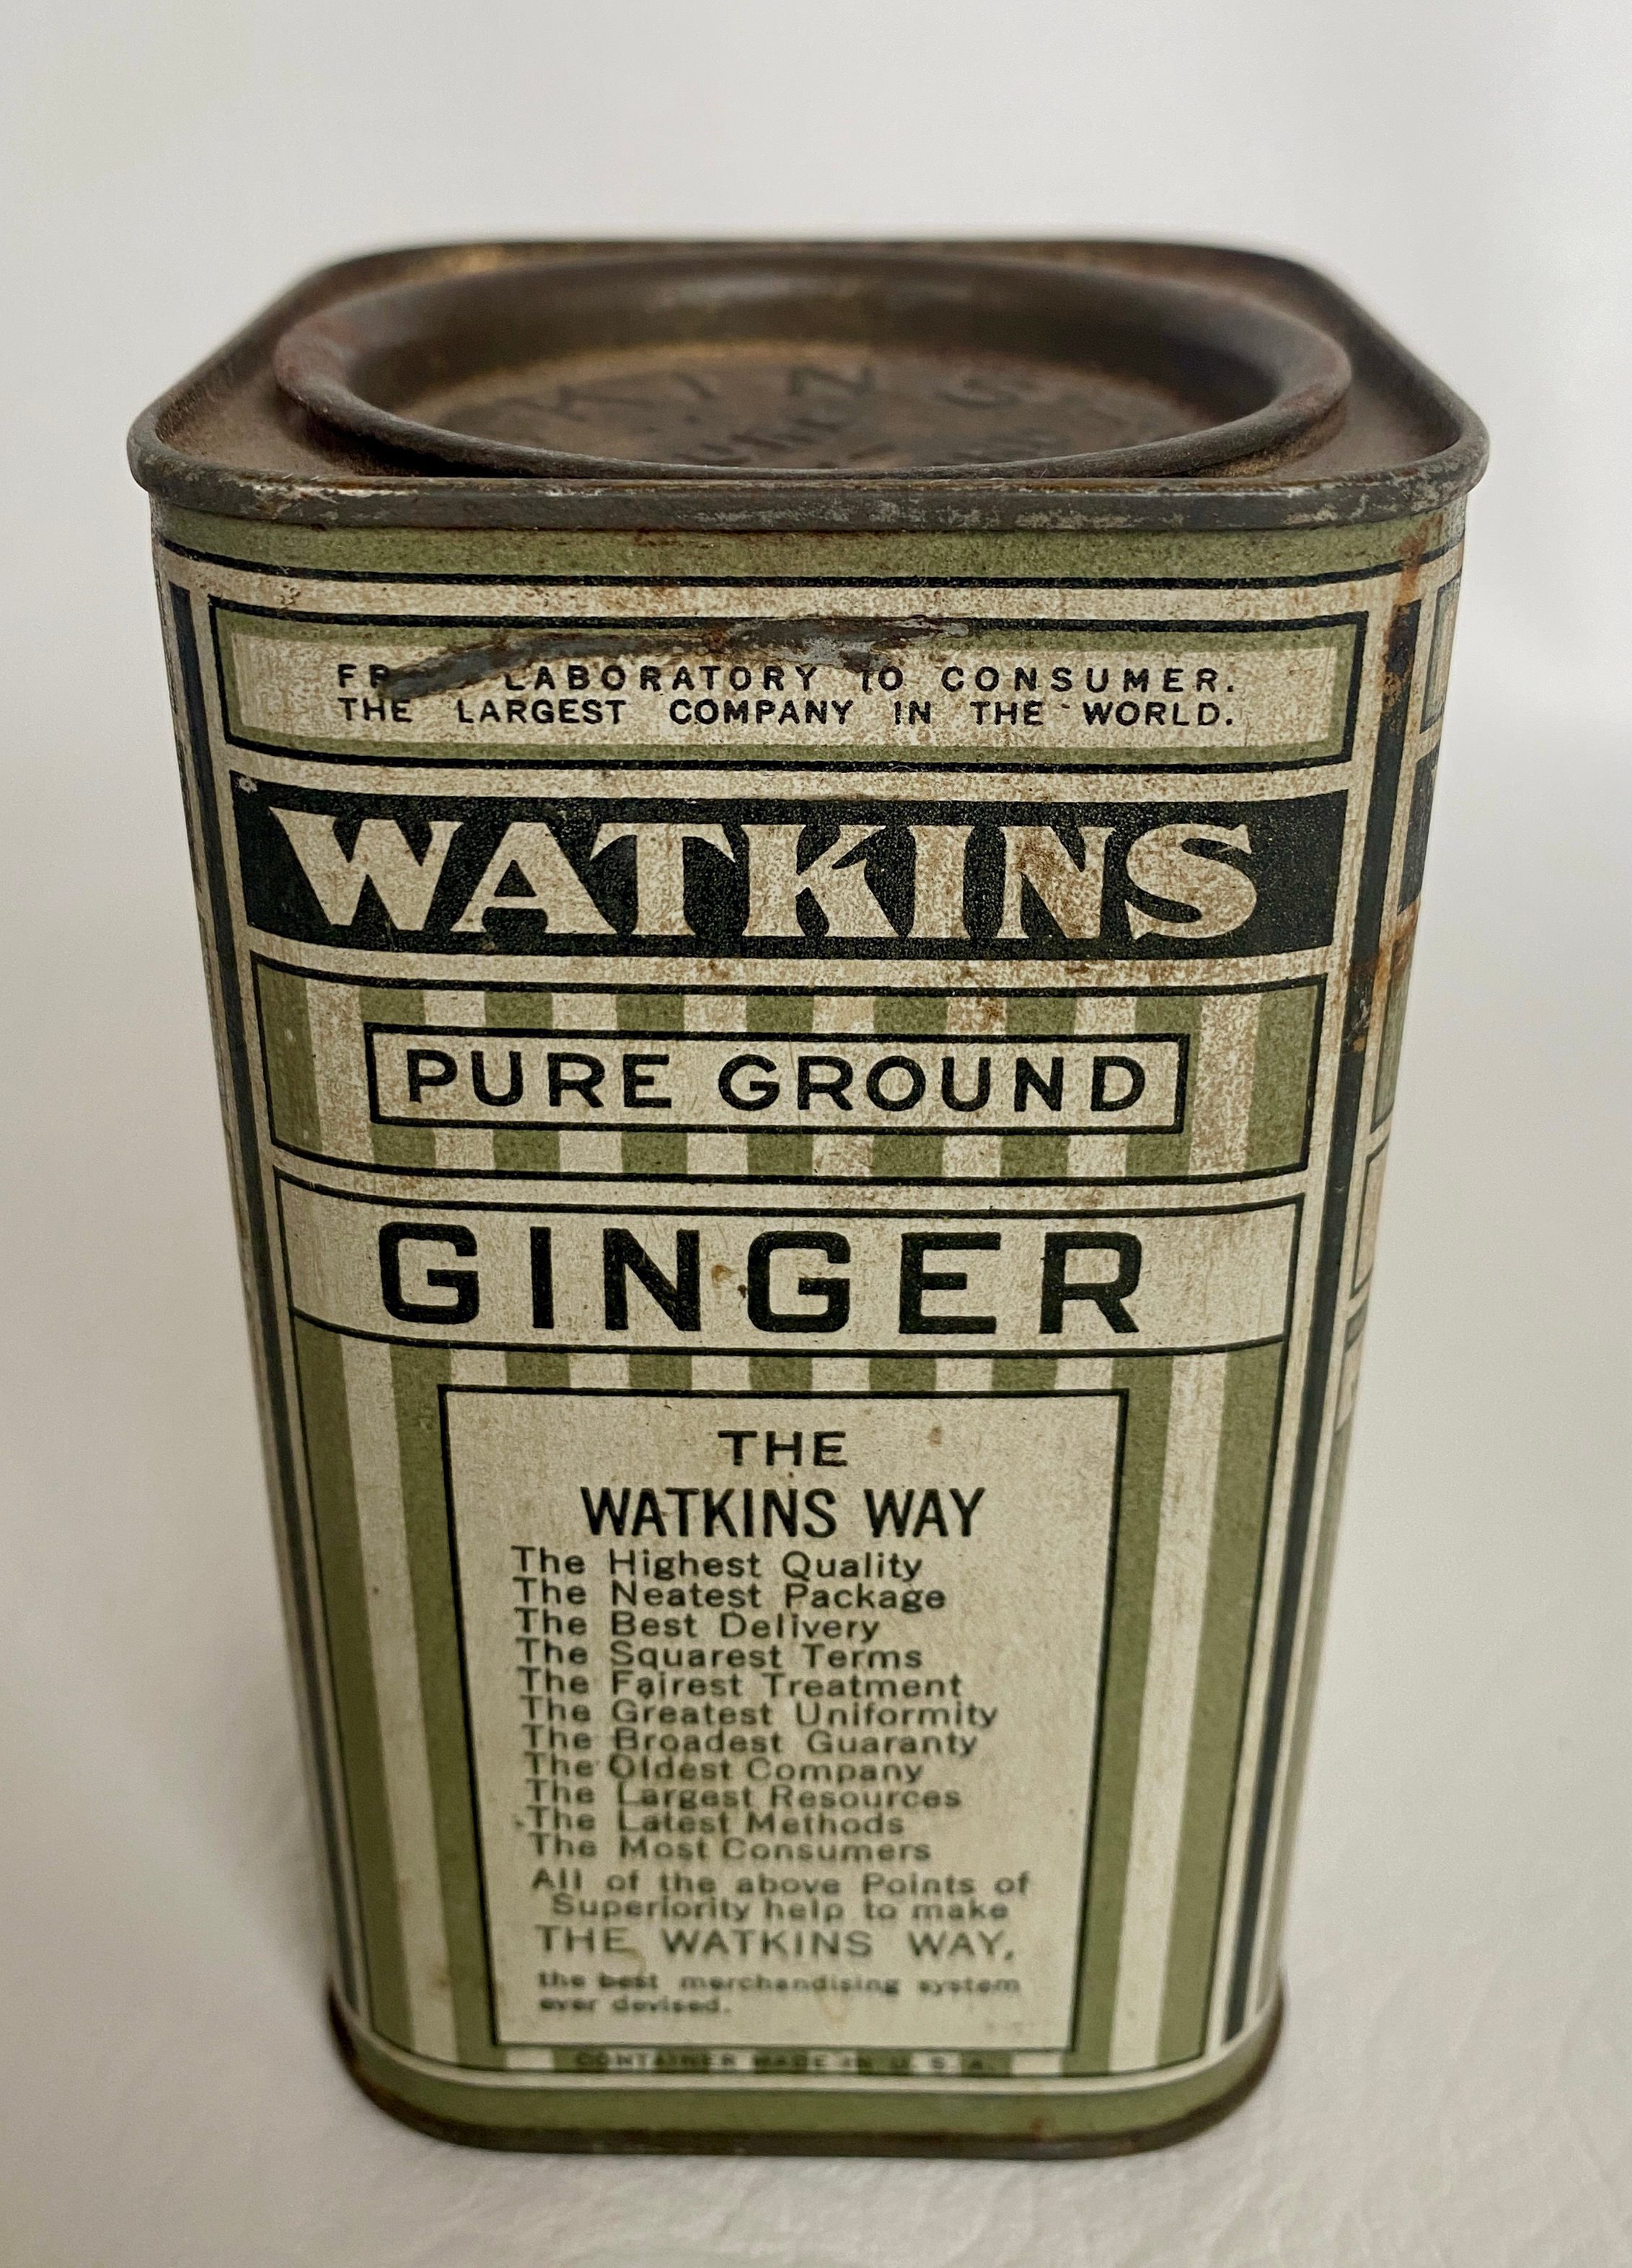 LABORATORY TO CONSUMER.
THE LARGEST COMPANY IN THE WORLD.
WATKINS
PURE GROUND
GINGER
THE
WATKINS WAY
The Highest Quality
The Neatest Package
The Best Delivery
The Squarest Terms
The Fairest Treatment
The Greatest Uniformity
The Broadest Guaranty
The Oldest Company
The Largest Resources
The Latest Methods
The Most Consumers
All of the above Points of
Superiority help to make
THE WATKINS WAY,
the best merchandising system
ever devised.
CONTAINER MADE IN U. S. A.